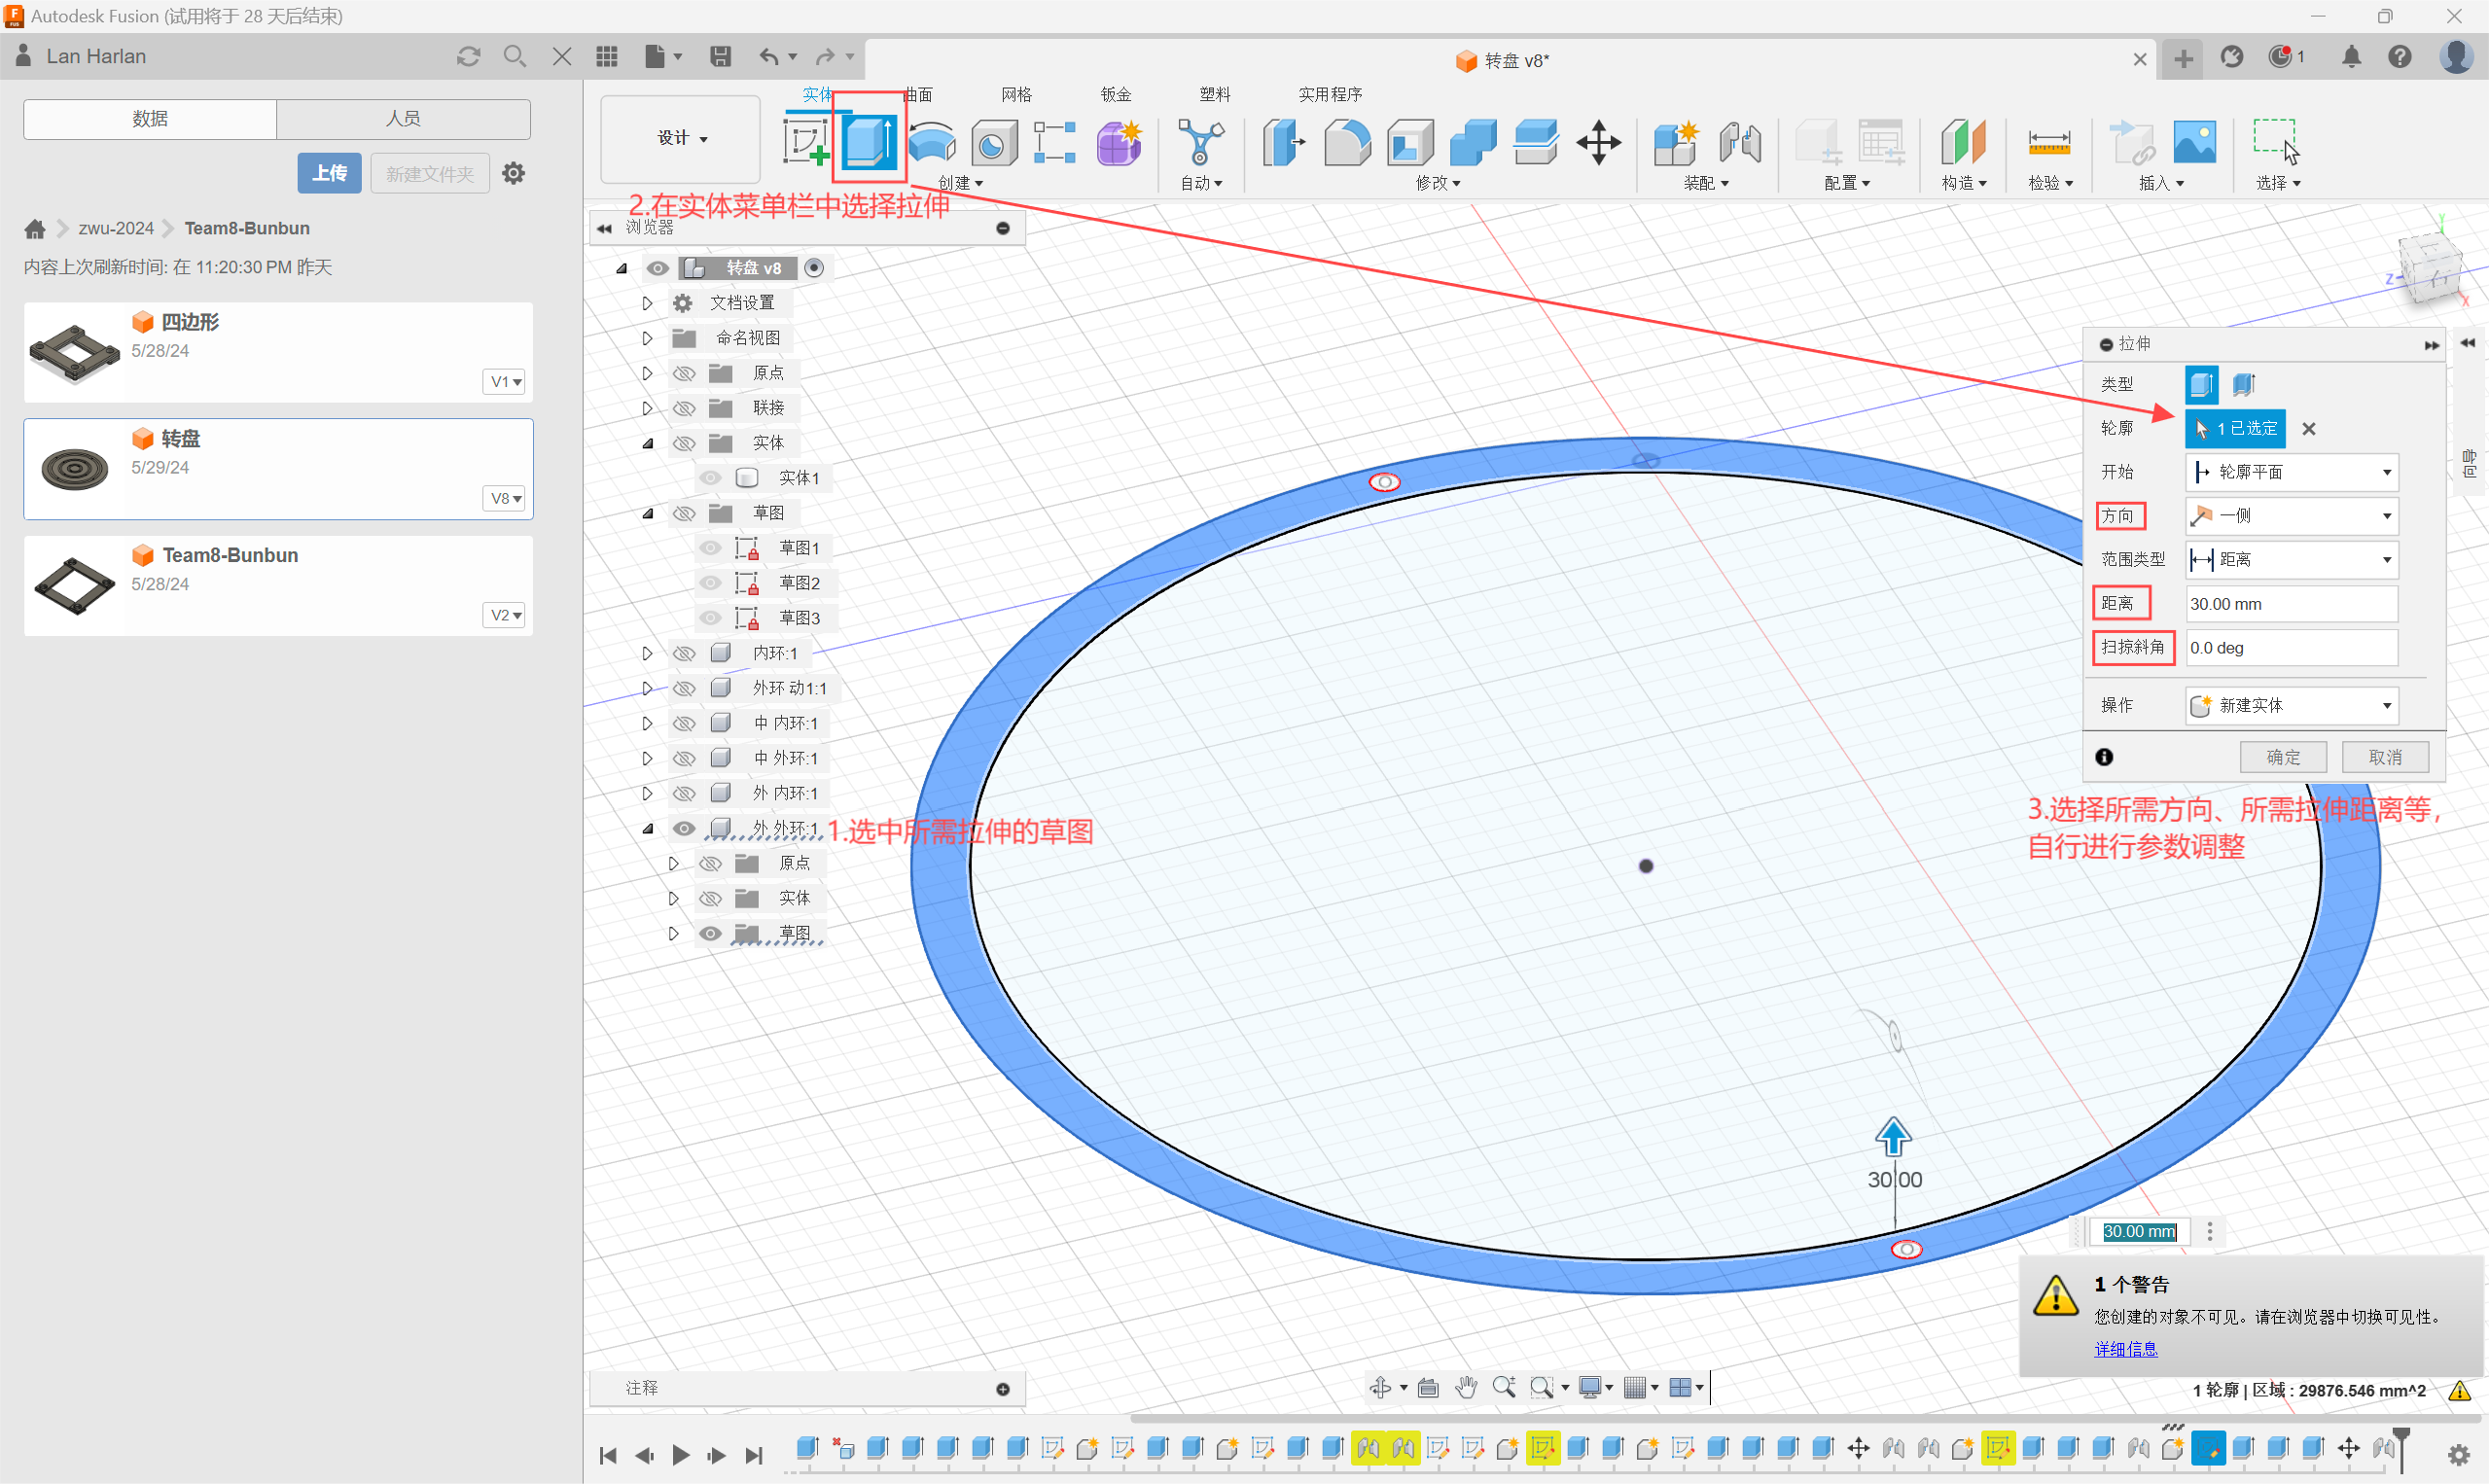 Autodesk Fusion (试用将于 28 天后结束)
Lan Harlan
转盘 v8*
1
数据
人员
上传
新建文件夹
zwu-2024
Team8-Bunbun
内容上次刷新时间: 在 11:20:30 PM 昨天
四边形
5/28/24
V1
转盘
5/29/24
V8
Team8-Bunbun
5/28/24
V2
实体
曲面
网格
钣金
塑料
实用程序
设计
创建
自动
修改
装配
配置
构造
检验
插入
选择
2.在实体菜单栏中选择拉伸
浏览器
转盘 v8
文档设置
命名视图
原点
联接
实体
实体1
草图
草图1
草图2
草图3
内环:1
外环 动1:1
中 内环:1
中 外环:1
外 内环:1
外 外环:1
1.选中所需拉伸的草图
原点
实体
草图
Y
Z
X
拉伸
类型
轮廓
1 已选定
开始
轮廓平面
方向
一侧
范围类型
距离
距离
30.00 mm
扫掠斜角
0.0 deg
操作
新建实体
确定
取消
向导
3.选择所需方向、所需拉伸距离等,
自行进行参数调整
30.00
30.00 mm
1 个警告
您创建的对象不可见。请在浏览器中切换可见性。
详细信息
注释
1 轮廓 | 区域 : 29876.546 mm^2